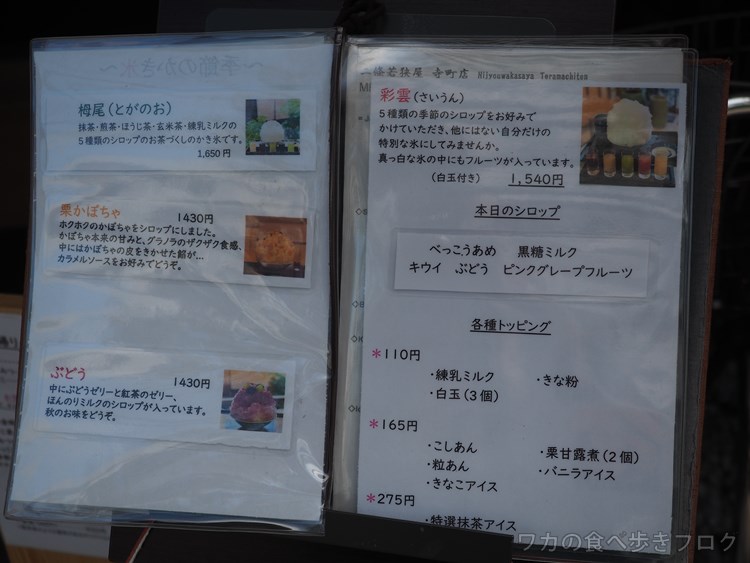 ～季節のかき氷～
栂尾(とがのお)
抹茶・煎茶・ほうじ茶・玄米茶・練乳ミルクの
5種類のシロップのお茶づくしのかき氷です。
1,650円
栗かぼちゃ 1430円
ホクホクのかぼちゃをシロップにしました。
かぼちゃ本来の甘みと、グラノラのザクザク食感、
中にはかぼちゃの皮をきかせた餡が…
カラメルソースをお好みでどうぞ。
ぶどう 1430円
中にぶどうゼリーと紅茶のゼリー、
ほんのりミルクのシロップが入っています。
秋のお味をどうぞ。
二條若狭屋 寺町店 Nijyouwakasaya Teramachiten
彩雲(さいうん)
5種類の季節のシロップをお好みで
かけていただき、他にはない自分だけの
特別な氷にしてみませんか。
真っ白な氷の中にもフルーツが入っています。
(白玉付き) 1,540円
本日のシロップ
べっこうあめ 黒糖ミルク
キウイ ぶどう ピンクグレープフルーツ
各種トッピング
*110円
・練乳ミルク ・きな粉
・白玉(3個)
*165円
・こしあん ・栗甘露煮(2個)
・粒あん ・バニラアイス
・きなこアイス
*275円
・特選抹茶アイス
ワカの食べ歩きブログ